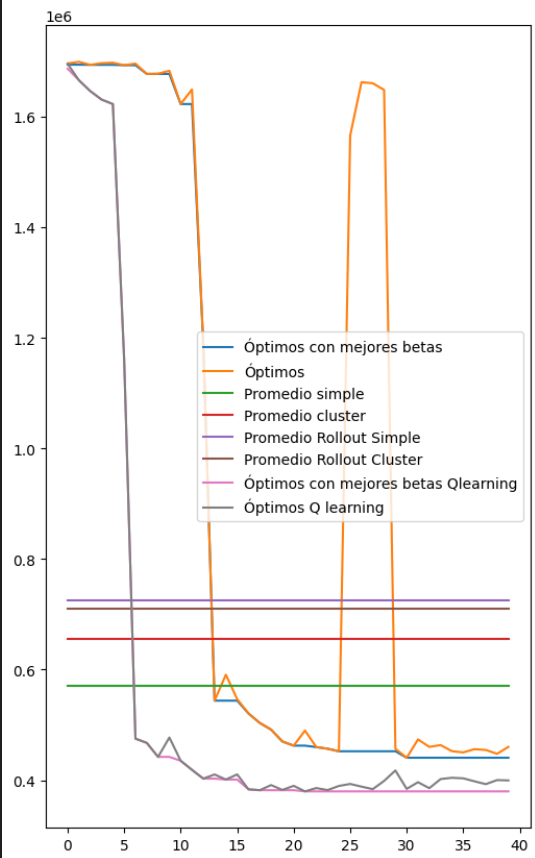 1e6
1.6
1.4
1.2
1.0
0.8
0.6
0.4
Óptimos con mejores betas
Óptimos
Promedio simple
Promedio cluster
Promedio Rollout Simple
Promedio Rollout Cluster
Óptimos con mejores betas Qlearning
Óptimos Q learning
0 5 10 15 20 25 30 35 40